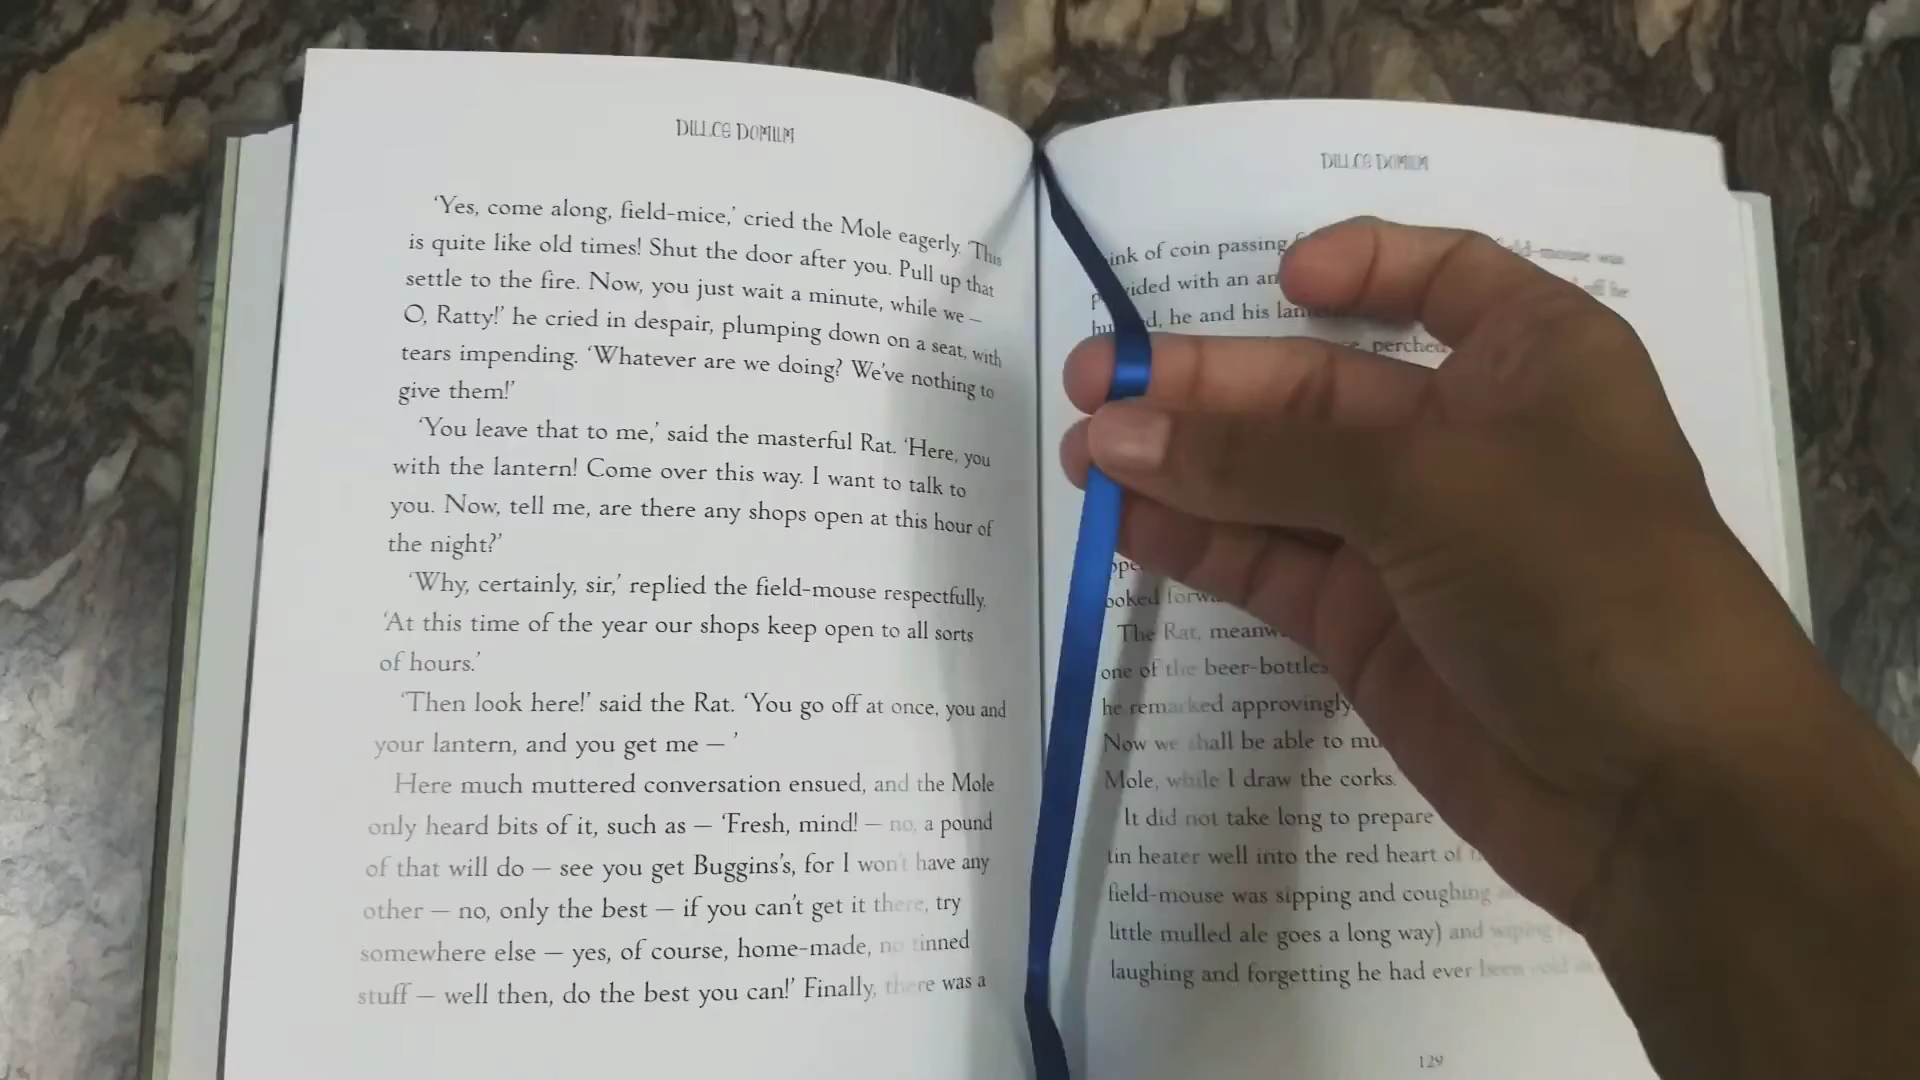 DULCE DOMUM
‘Yes, come along, field-mice,’ cried the Mole eagerly. ‘This
is quite like old times! Shut the door after you. Pull up that
settle to the fire. Now, you just wait a minute, while we –
O, Ratty!’ he cried in despair, plumping down on a seat, with
tears impending. ‘Whatever are we doing? We’ve nothing to
give them!’
‘You leave that to me,’ said the masterful Rat. ‘Here, you
with the lantern! Come over this way. I want to talk to
you. Now, tell me, are there any shops open at this hour of
the night?’
‘Why, certainly, sir,’ replied the field-mouse respectfully.
‘At this time of the year our shops keep open to all sorts
of hours.’
‘Then look here!’ said the Rat. ‘You go off at once, you and
your lantern, and you get me – ’
Here much muttered conversation ensued, and the Mole
only heard bits of it, such as – ‘Fresh, mind! – no, a pound
of that will do – see you get Buggins’s, for I won’t have any
other – no, only the best – if you can’t get it there, try
somewhere else – yes, of course, home-made, no tinned
stuff – well then, do the best you can!’ Finally, there was a
DULCE DOMUM
of coin passing field-mouse was
with an off he
he and his
perched
The Rat,
one of the beer-bottles
he remarked approvingly.
Now we shall be able to
Mole, while I draw the corks.
It did not take long to prepare
tin heater well into the red heart of
field-mouse was sipping and coughing
little mulled ale goes a long way) and wiping
laughing and forgetting he had ever been
129